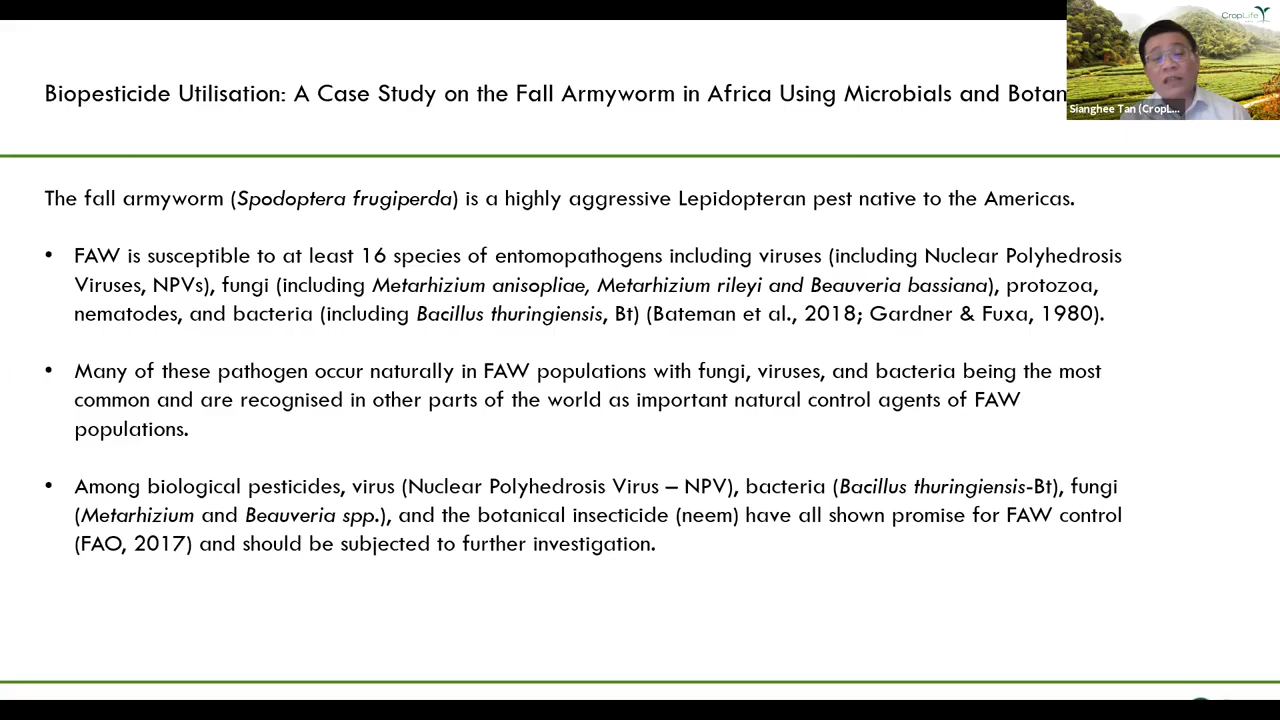 CropLife
Biopesticide Utilisation: A Case Study on the Fall Armyworm in Africa Using Microbials and Botan
Sianghee Tan (CropL...
The fall armyworm (Spodoptera frugiperda) is a highly aggressive Lepidopteran pest native to the Americas.
• FAW is susceptible to at least 16 species of entomopathogens including viruses (including Nuclear Polyhedrosis
Viruses, NPVs), fungi (including Metarhizium anisopliae, Metarhizium rileyi and Beauveria bassiana), protozoa,
nematodes, and bacteria (including Bacillus thuringiensis, Bt) (Bateman et al., 2018; Gardner & Fuxa, 1980).
• Many of these pathogen occur naturally in FAW populations with fungi, viruses, and bacteria being the most
common and are recognised in other parts of the world as important natural control agents of FAW
populations.
• Among biological pesticides, virus (Nuclear Polyhedrosis Virus – NPV), bacteria (Bacillus thuringiensis-Bt), fungi
(Metarhizium and Beauveria spp.), and the botanical insecticide (neem) have all shown promise for FAW control
(FAO, 2017) and should be subjected to further investigation.